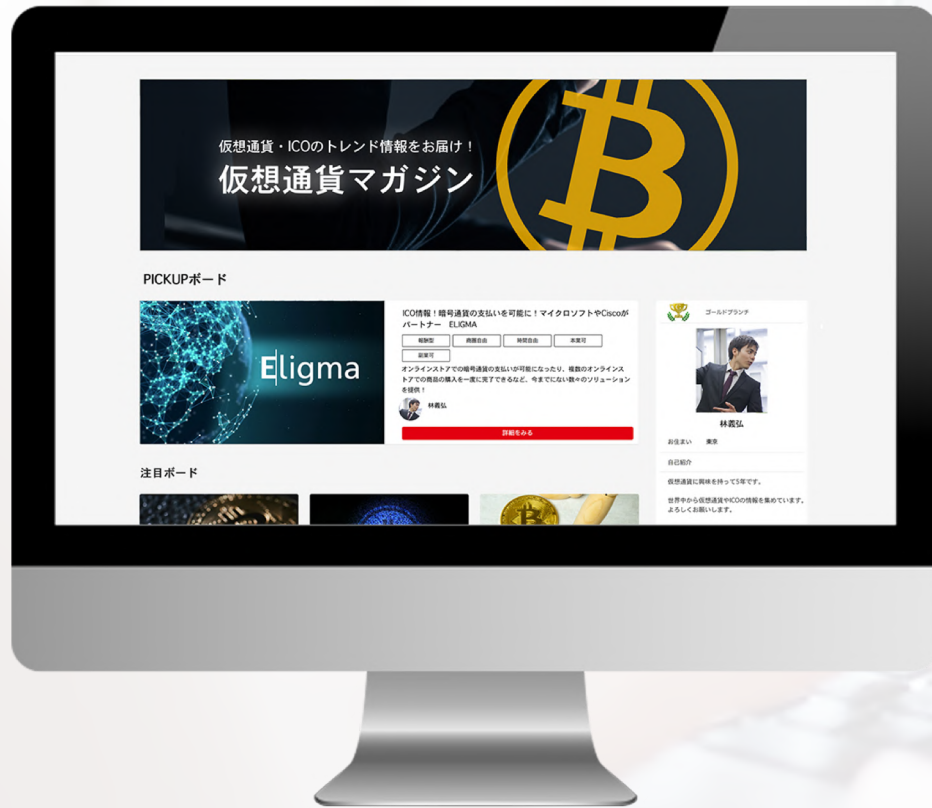 仮想通貨・ICOのトレンド情報をお届け！
仮想通貨マガジン
PICKUPボード
Eligma
ICO情報！暗号通貨の支払いを可能に！マイクロソフトやCiscoが
パートナー ELIGMA
報酬型
商圏自由
時間自由
本業可
副業可
オンラインストアでの暗号通貨の支払いが可能になったり、複数のオンラインス
トアでの商品の購入を一度に完了できるなど、今までにない数々のソリューション
を提供！
林義弘
詳細をみる
ゴールドブランチ
林義弘
お住まい 東京
自己紹介
仮想通貨に興味を持って5年です。
世界中から仮想通貨やICOの情報を集めています。
よろしくお願いします。
注目ボード